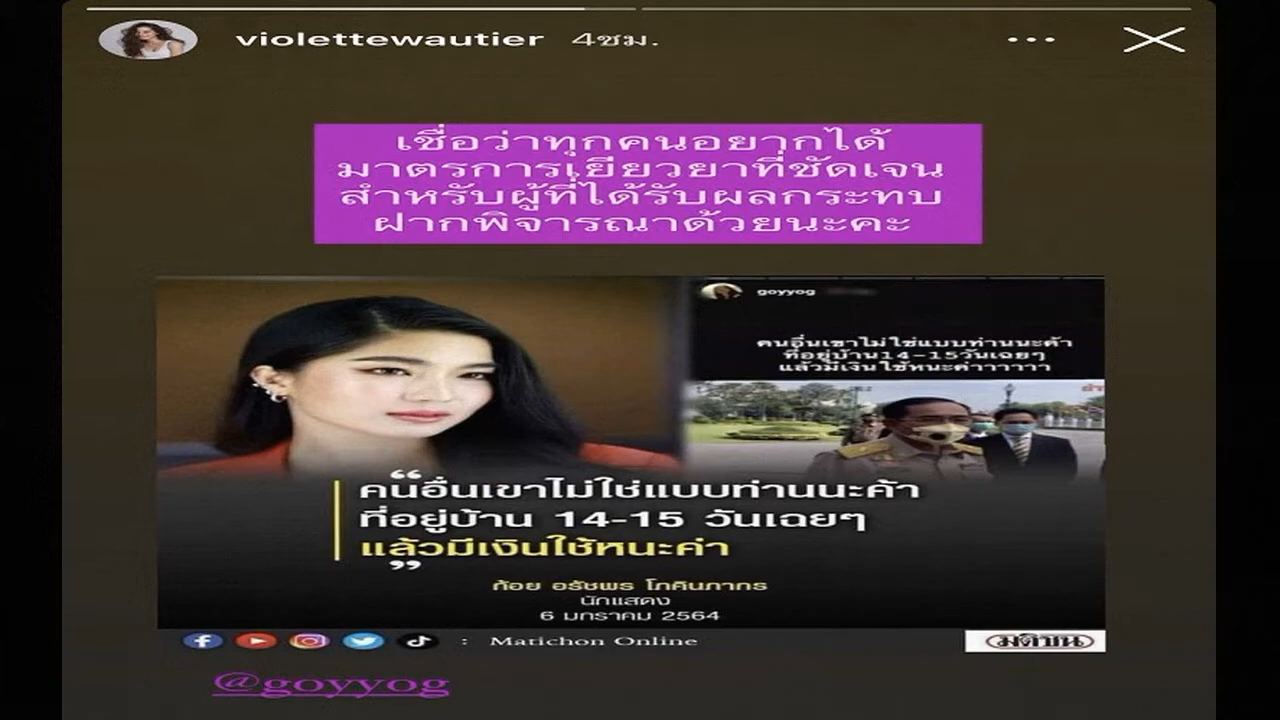 violettewautier 4ชม.
เชื่อว่าทุกคนอยากได้
มาตรการเยียวยาที่ชัดเจน
สำหรับผู้ที่ได้รับผลกระทบ
ฝากพิจารณาด้วยนะคะ
goyyog
คนอื่นเขาไม่ใช่แบบท่านนะค้า
ที่อยู่บ้าน14-15วันเฉยๆ
แล้วมีเงินใช้หนะค่าาาาาา
“คนอื่นเขาไม่ใช่แบบท่านนะค้า
ที่อยู่บ้าน 14-15 วันเฉยๆ
แล้วมีเงินใช้หนะค่า”
ก้อย อรัชพร โภคินภากร
นักแสดง
6 มกราคม 2564
: Matichon Online
มติชน
@goyyog